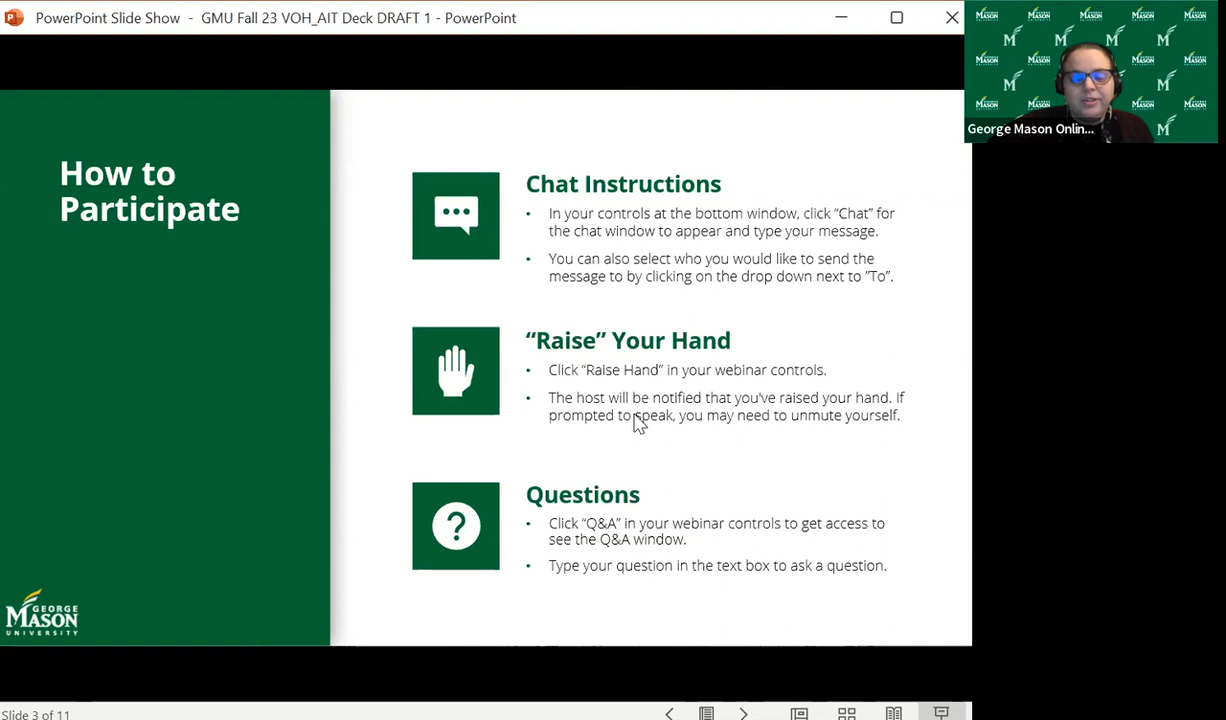 PowerPoint Slide Show - GMU Fall 23 VOH_AIT Deck DRAFT 1 - PowerPoint
George Mason Onlin...
How to
Participate
Chat Instructions
• In your controls at the bottom window, click “Chat” for
the chat window to appear and type your message.
• You can also select who you would like to send the
message to by clicking on the drop down next to ”To”.
“Raise” Your Hand
• Click “Raise Hand” in your webinar controls.
• The host will be notified that you've raised your hand. If
prompted to speak, you may need to unmute yourself.
Questions
• Click “Q&A” in your webinar controls to get access to
see the Q&A window.
• Type your question in the text box to ask a question.
GEORGE
MASON
UNIVERSITY
Slide 3 of 11